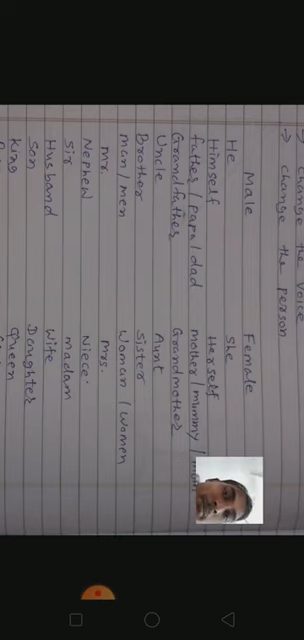 → change the voice
→ change the person
Male Female
He She
Himself Herself
father / Papa / dad mother / mummy / mom
Grandfather Grandmother
Uncle Aunt
Brother Sister
man / men Woman / Women
Mr. Mrs.
Nephew Niece.
Sir Madam
Husband Wife
Son Daughter
King Queen